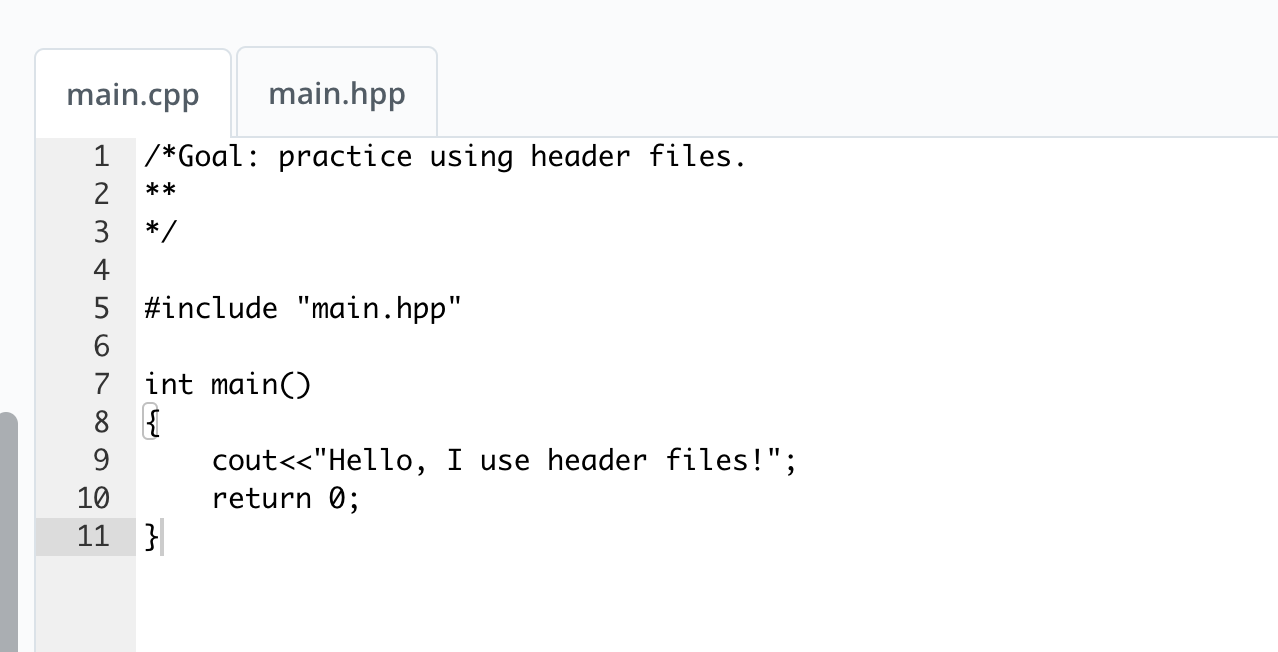 main.cpp main.hpp
1 /*Goal: practice using header files.
2 **
3 */
4
5 #include "main.hpp"
6
7 int main()
8 {
9     cout<<"Hello, I use header files!";
10     return 0;
11 }